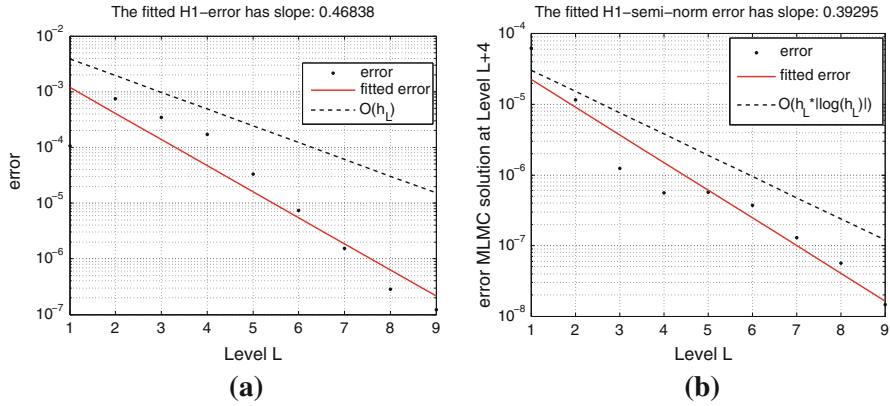 The fitted H1−error has slope: 0.46838
10⁻²
10⁻³
10⁻⁴
10⁻⁵
10⁻⁶
10⁻⁷
error
error
fitted error
O(h_L)
1 2 3 4 5 6 7 8 9
Level L
(a)
The fitted H1−semi−norm error has slope: 0.39295
10⁻⁴
10⁻⁵
10⁻⁶
10⁻⁷
10⁻⁸
error MLMC solution at Level L+4
error
fitted error
O(h_L*|log(h_L)|)
1 2 3 4 5 6 7 8 9
Level L
(b)